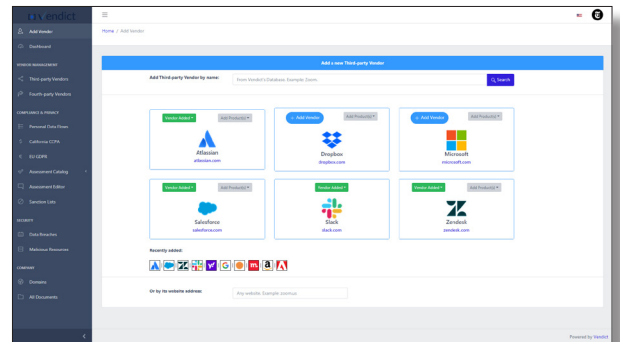 Vendict
Home / Add Vendor
Add Vendor
Dashboard
VENDOR MANAGEMENT
Third-party Vendors
Fourth-party Vendors
COMPLIANCE & PRIVACY
Personal Data Flows
California CCPA
EU GDPR
Assessment Catalog
Assessment Editor
Sanction Lists
SECURITY
Data Breaches
Malicious Resources
COMPANY
Domains
All Documents
Add a new Third-party Vendor
Add Third-party Vendor by name:
From Vendict's Database. Example: Zoom.
Search
Vendor Added
Add Product(s)
Atlassian
atlassian.com
+ Add Vendor
Add Product(s)
Dropbox
dropbox.com
+ Add Vendor
Add Product(s)
Microsoft
microsoft.com
Vendor Added
Add Product(s)
Salesforce
salesforce.com
Vendor Added
Slack
slack.com
Vendor Added
Add Product(s)
Zendesk
zendesk.com
Recently added:
Or by its website address:
Any website. Example: zoom.us
Powered by Vendict